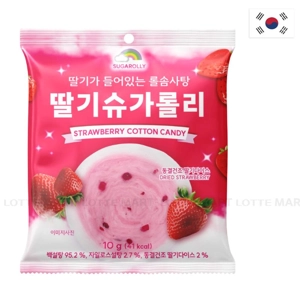 SUGAROLLY
딸기가 들어있는 롤솜사탕
딸기슈가롤리
STRAWBERRY COTTON CANDY
동결건조 딸기다이스
DRIED STRAWBERRY
이미지사진
10 g (41 kcal)
백설탕 95.2 %, 자일로스설탕 2.7 %, 동결건조 딸기다이스 2 %
LOTTE MAR